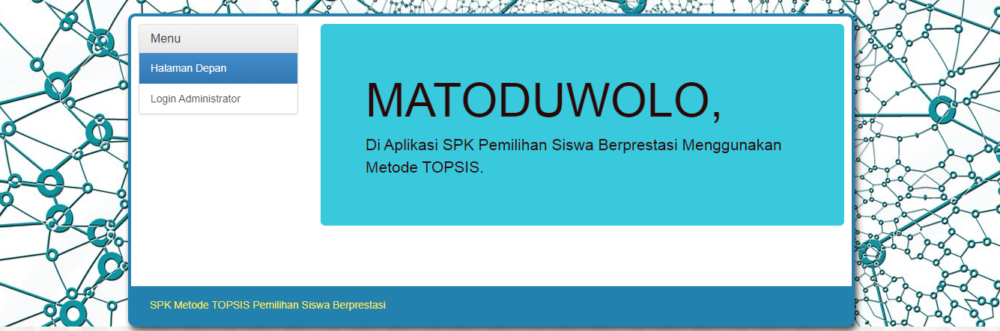 Menu
Halaman Depan
Login Administrator
MATODUWOLO,
Di Aplikasi SPK Pemilihan Siswa Berprestasi Menggunakan
Metode TOPSIS.
SPK Metode TOPSIS Pemilihan Siswa Berprestasi